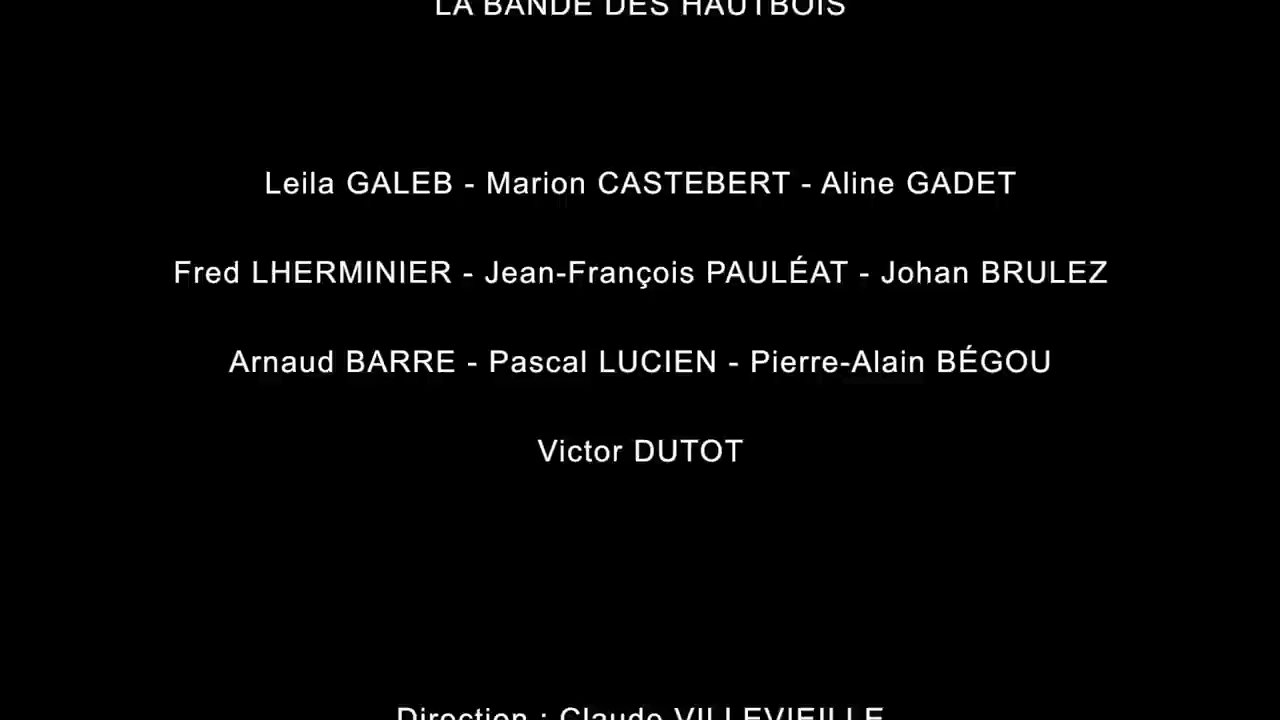 LA BANDE DES HAUTBOIS
Leila GALEB - Marion CASTEBERT - Aline GADET
Fred LHERMINIER - Jean-François PAULÉAT - Johan BRULEZ
Arnaud BARRE - Pascal LUCIEN - Pierre-Alain BÉGOU
Victor DUTOT
Direction : Claude VILLEVIEILLE